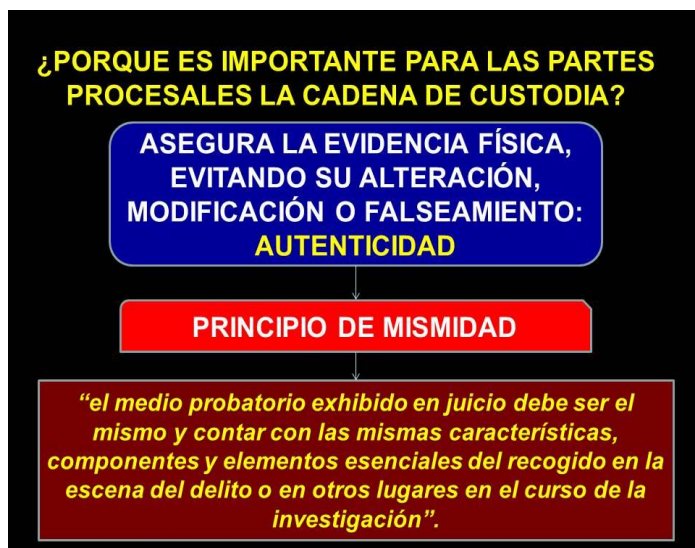 ¿PORQUE ES IMPORTANTE PARA LAS PARTES
PROCESALES LA CADENA DE CUSTODIA?
ASEGURA LA EVIDENCIA FÍSICA,
EVITANDO SU ALTERACIÓN,
MODIFICACIÓN O FALSEAMIENTO:
AUTENTICIDAD
PRINCIPIO DE MISMIDAD
“el medio probatorio exhibido en juicio debe ser el
mismo y contar con las mismas características,
componentes y elementos esenciales del recogido en la
escena del delito o en otros lugares en el curso de la
investigación”.